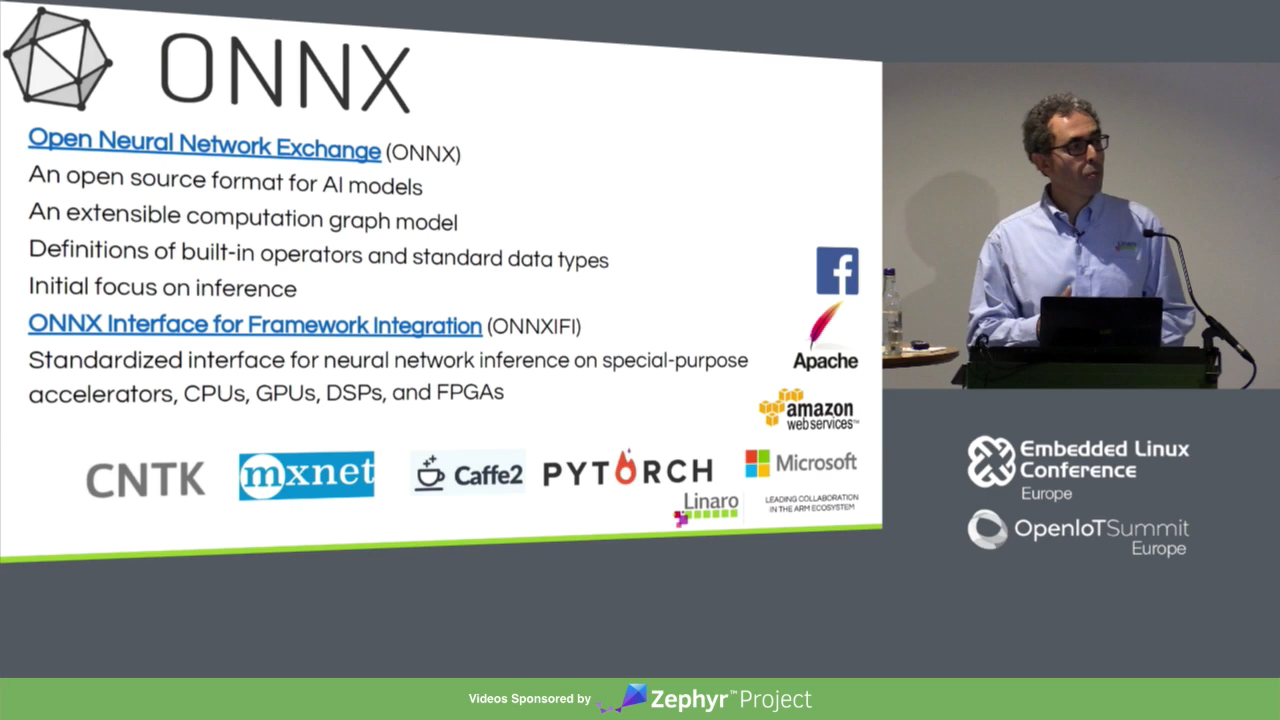 ONNX
Open Neural Network Exchange (ONNX)
An open source format for AI models
An extensible computation graph model
Definitions of built-in operators and standard data types
Initial focus on inference
ONNX Interface for Framework Integration (ONNXIFI)
Standardized interface for neural network inference on special-purpose
accelerators, CPUs, GPUs, DSPs, and FPGAs
f
Apache
amazon
web services™
CNTK
mxnet
Caffe2
PYTORCH
Microsoft
Linaro
LEADING COLLABORATION
IN THE ARM ECOSYSTEM
Linaro
Embedded Linux
Conference
Europe
OpenIoTSummit
Europe
Videos Sponsored by Zephyr™Project